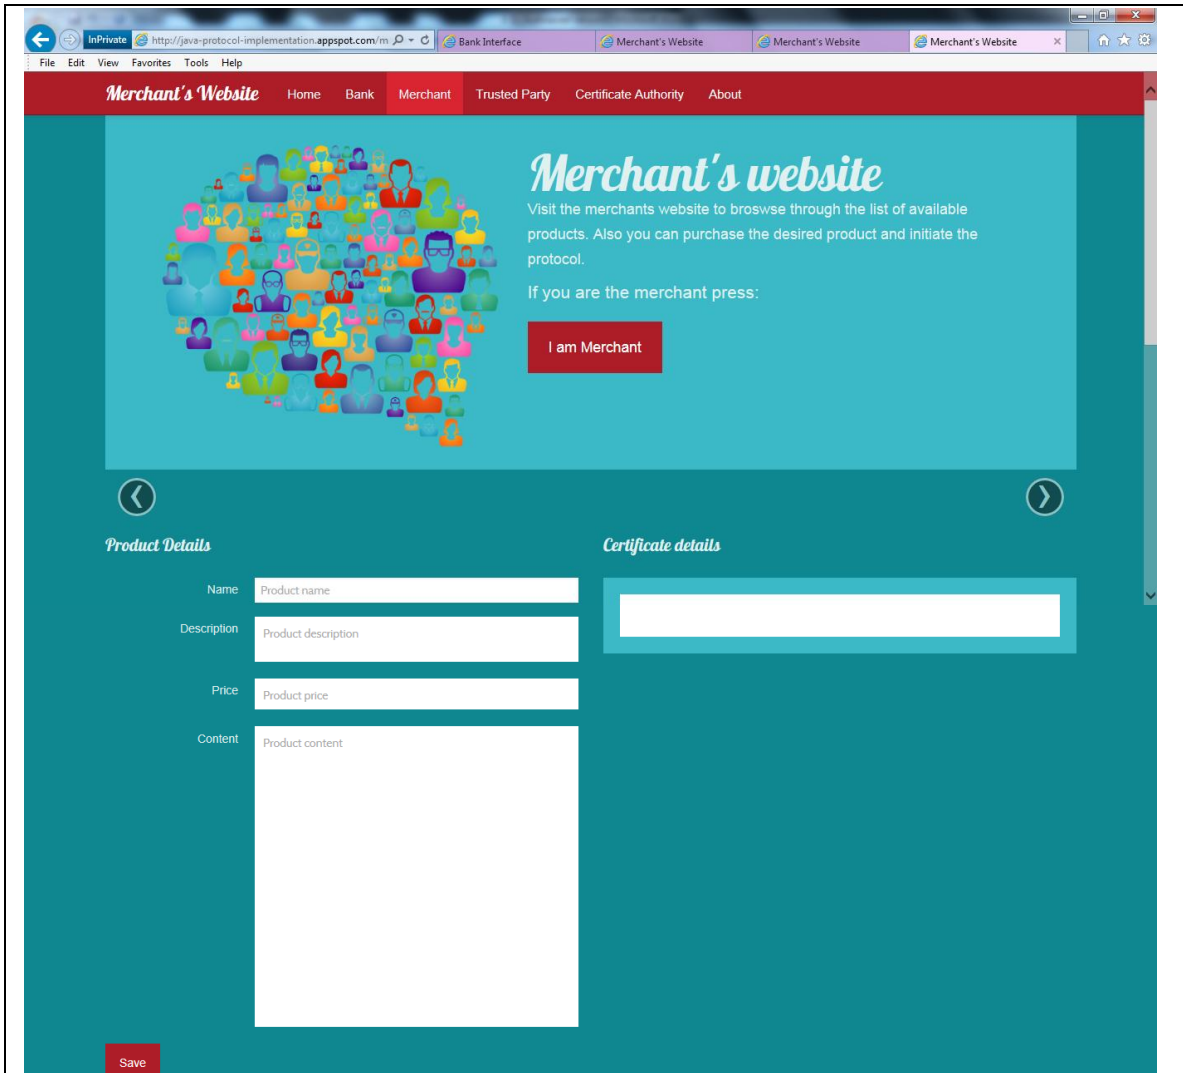 InPrivate http://java-protocol-implementation.appspot.com/m Bank Interface Merchant's Website Merchant's Website Merchant's Website
File Edit View Favorites Tools Help
Merchant's Website Home Bank Merchant Trusted Party Certificate Authority About
Merchant's website
Visit the merchants website to broswse through the list of available
products. Also you can purchase the desired product and initiate the
protocol.
If you are the merchant press:
I am Merchant
Product Details
Name Product name
Description Product description
Price Product price
Content Product content
Save
Certificate details